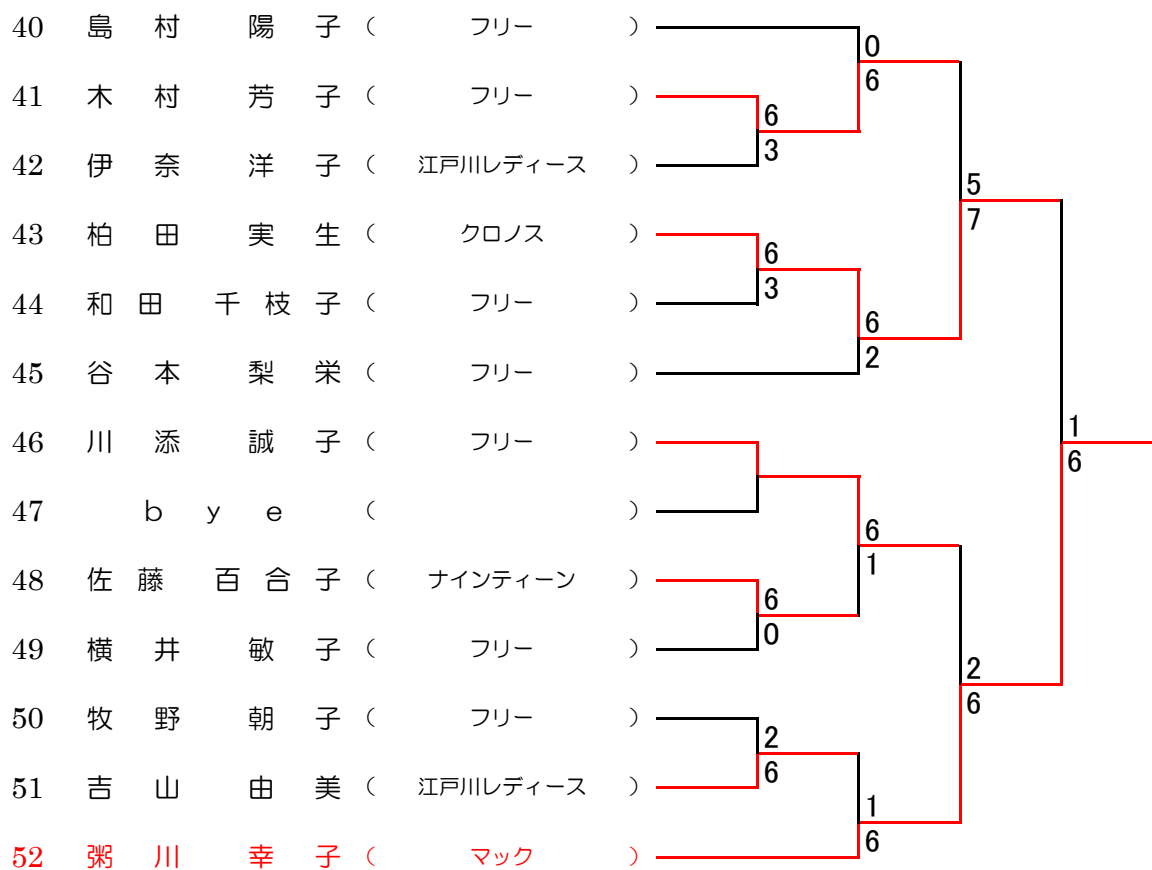 40 島村 陽子 ( フリー ) 0
6
41 木村 芳子 ( フリー ) 6
3
42 伊奈 洋子 ( 江戸川レディース ) 5
7
43 柏田 実生 ( クロノス ) 6
3
44 和田 千枝子 ( フリー ) 6
2
45 谷本 梨栄 ( フリー )
46 川添 誠子 ( フリー ) 1
6
47 bye ( ) 6
1
48 佐藤 百合子 ( ナインティーン ) 6
0
49 横井 敏子 ( フリー ) 2
6
50 牧野 朝子 ( フリー ) 2
6
51 吉山 由美 ( 江戸川レディース ) 1
6
52 粥川 幸子 ( マック )